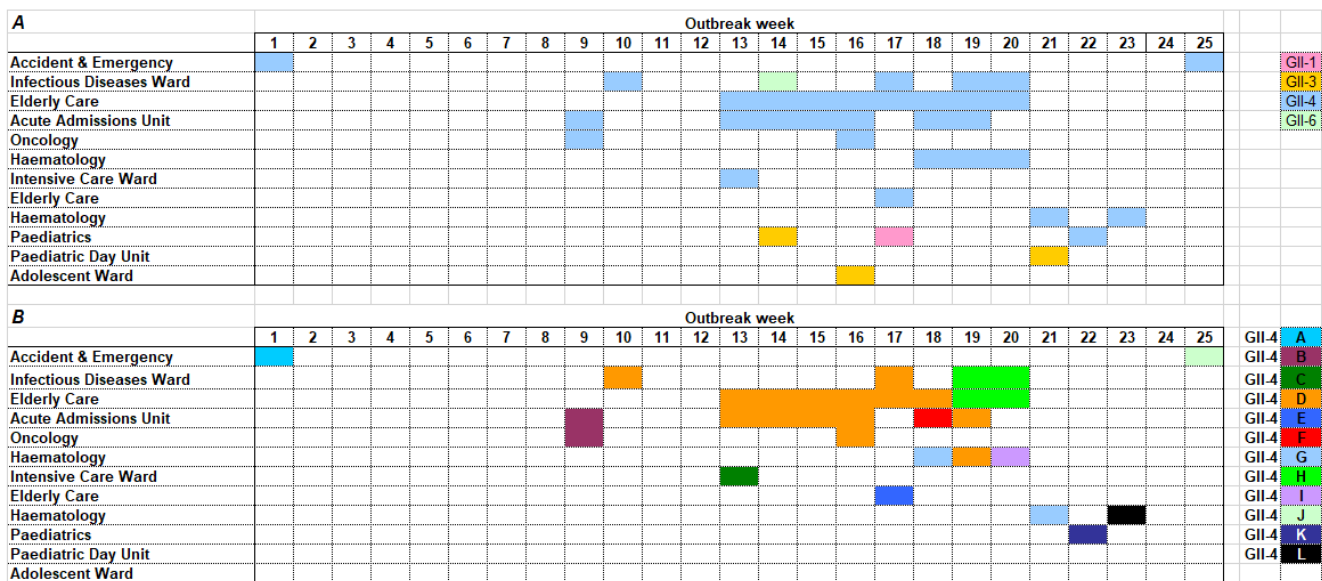 A Outbreak week
1 2 3 4 5 6 7 8 9 10 11 12 13 14 15 16 17 18 19 20 21 22 23 24 25
Accident & Emergency GII-1
Infectious Diseases Ward GII-3
Elderly Care GII-4
Acute Admissions Unit GII-6
Oncology
Haematology
Intensive Care Ward
Elderly Care
Haematology
Paediatrics
Paediatric Day Unit
Adolescent Ward
B Outbreak week
1 2 3 4 5 6 7 8 9 10 11 12 13 14 15 16 17 18 19 20 21 22 23 24 25 GII-4 A
Accident & Emergency GII-4 B
Infectious Diseases Ward GII-4 C
Elderly Care GII-4 D
Acute Admissions Unit GII-4 E
Oncology GII-4 F
Haematology GII-4 G
Intensive Care Ward GII-4 H
Elderly Care GII-4 I
Haematology GII-4 J
Paediatrics GII-4 K
Paediatric Day Unit GII-4 L
Adolescent Ward